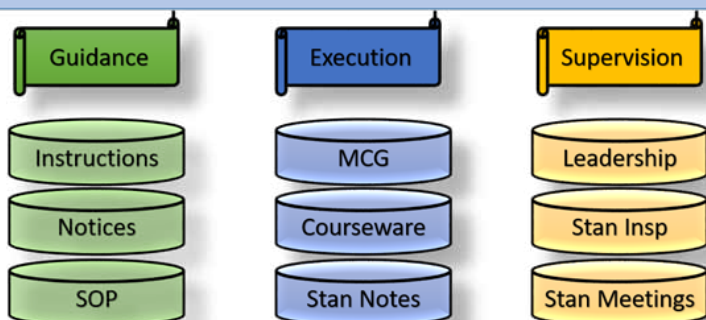 Guidance Execution Supervision
Instructions MCG Leadership
Notices Courseware Stan Insp
SOP Stan Notes Stan Meetings